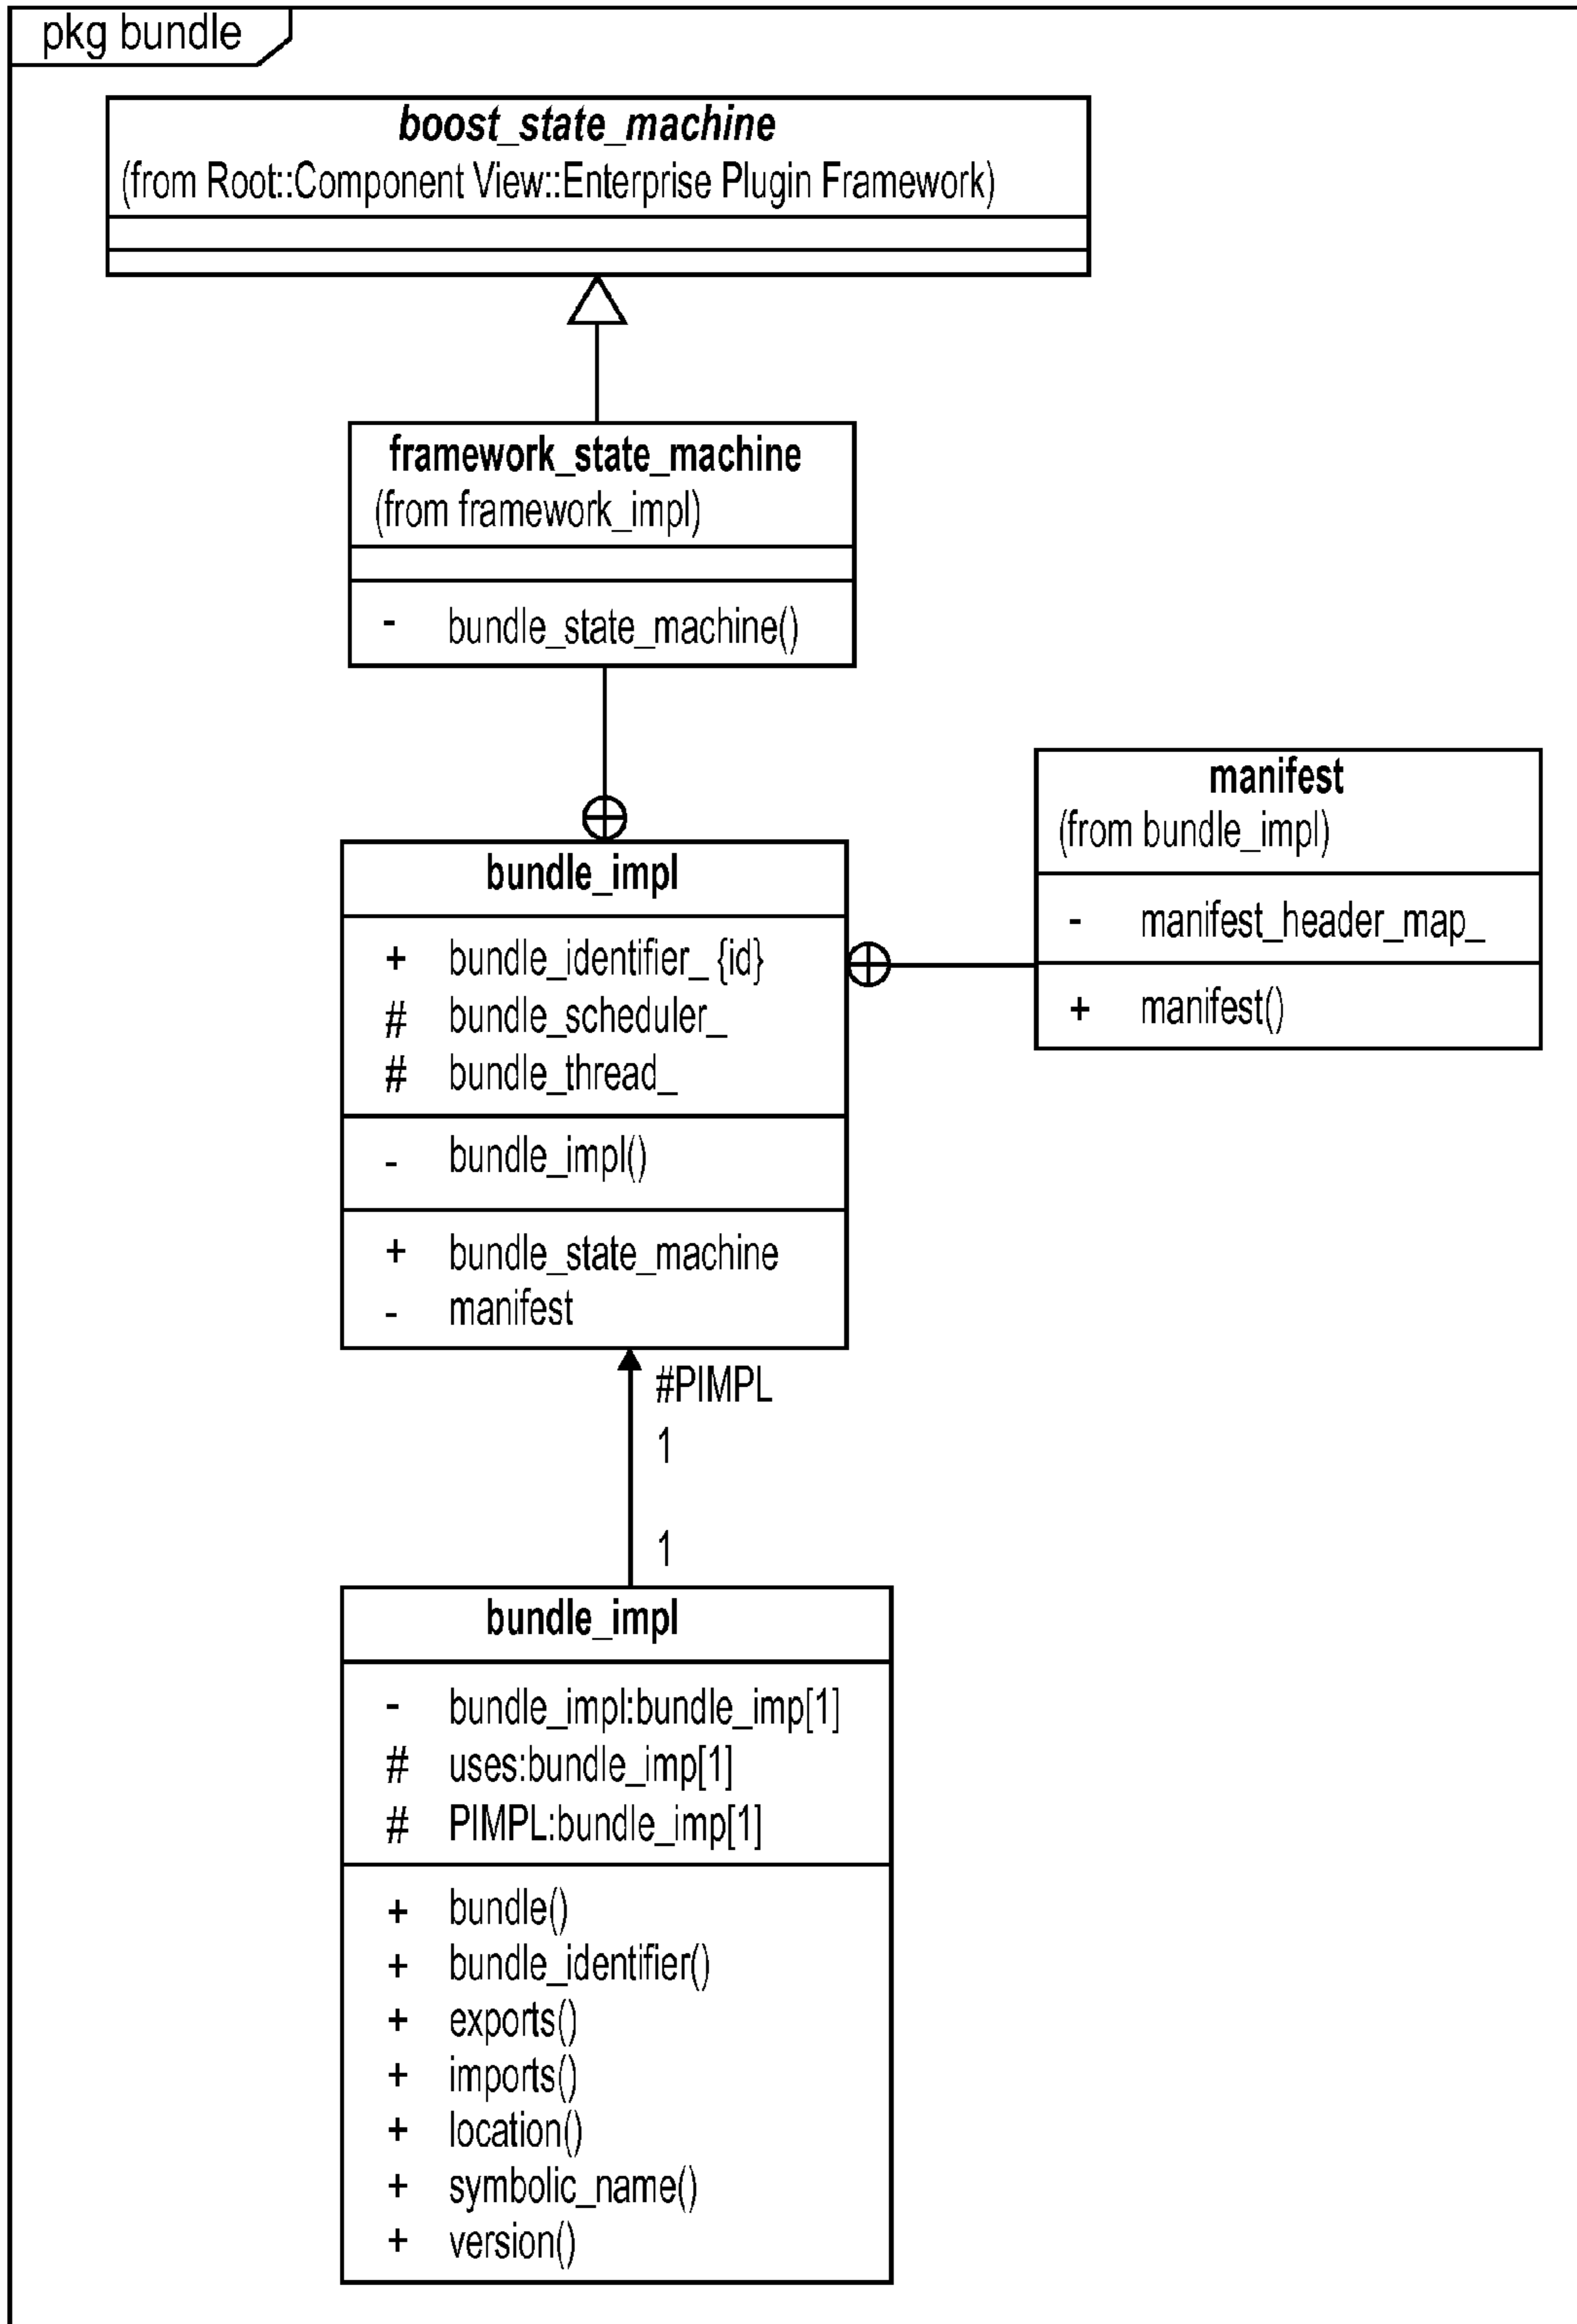 pkg bundle
boost_state_machine
(from Root::Component View::Enterprise Plugin Framework)
framework_state_machine
(from framework_impl)
- bundle_state_machine()
manifest
(from bundle_impl)
- manifest_header_map_
+ manifest()
bundle_impl
+ bundle_identifier_ {id}
# bundle_scheduler_
# bundle_thread_
- bundle_impl()
+ bundle_state_machine
- manifest
#PIMPL
1
1
bundle_impl
- bundle_impl:bundle_imp[1]
# uses:bundle_imp[1]
# PIMPL:bundle_imp[1]
+ bundle()
+ bundle_identifier()
+ exports()
+ imports()
+ location()
+ symbolic_name()
+ version()